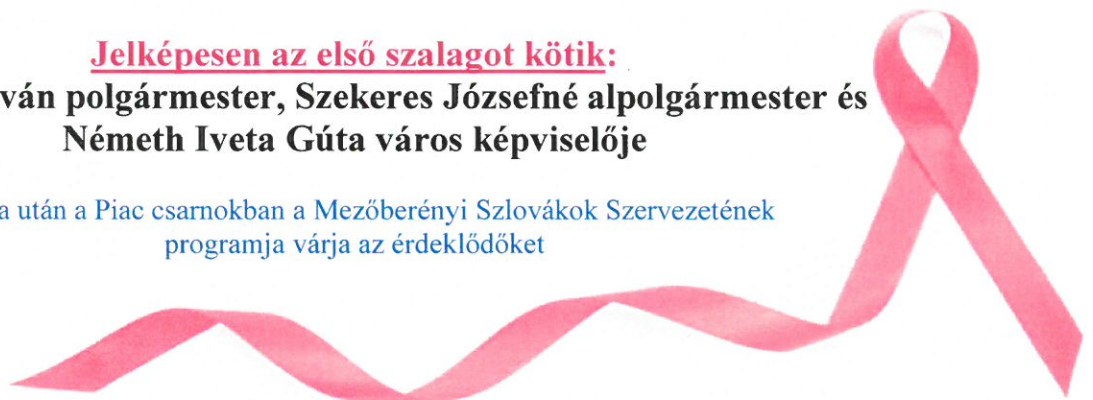 Jelképesen az első szalagot kötik:
ván polgármester, Szekeres Józsefné alpolgármester és
Németh Iveta Gúta város képviselője
a után a Piac csarnokban a Mezőberényi Szlovákok Szervezetének
programja várja az érdeklődőket